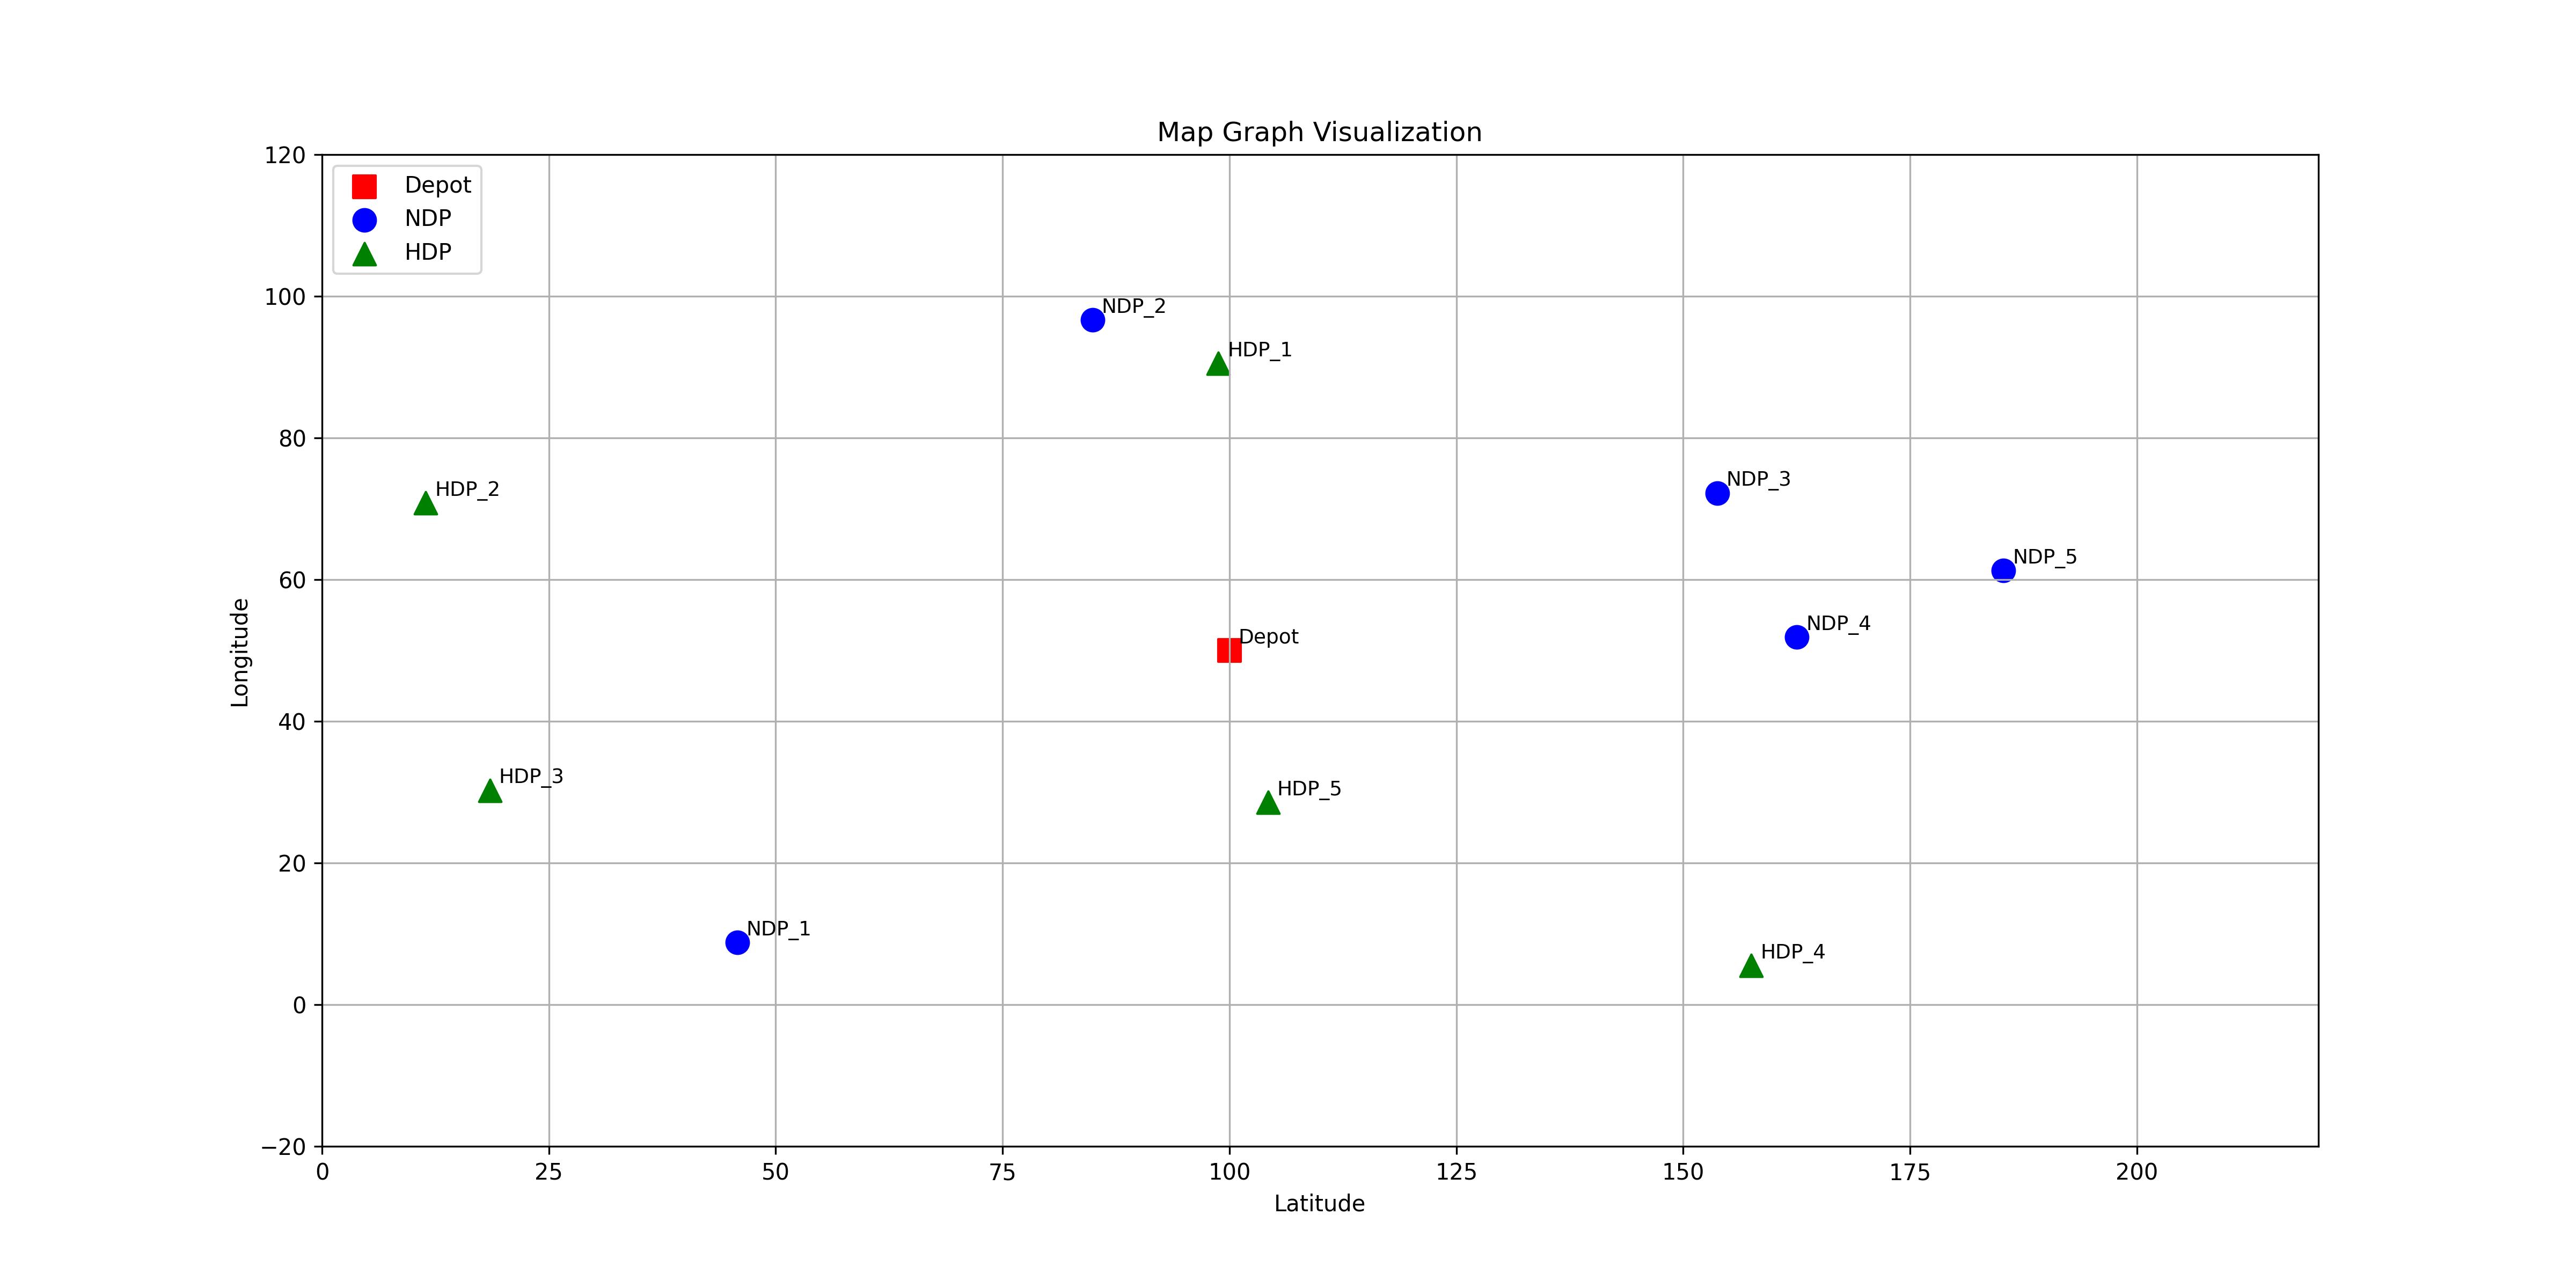 Map Graph Visualization
120
100
80
60
40
20
0
−20
Longitude
Depot
NDP
HDP
NDP_2
HDP_1
NDP_3
HDP_2
NDP_5
NDP_4
Depot
HDP_3
HDP_5
NDP_1
HDP_4
0 25 50 75 100 125 150 175 200
Latitude